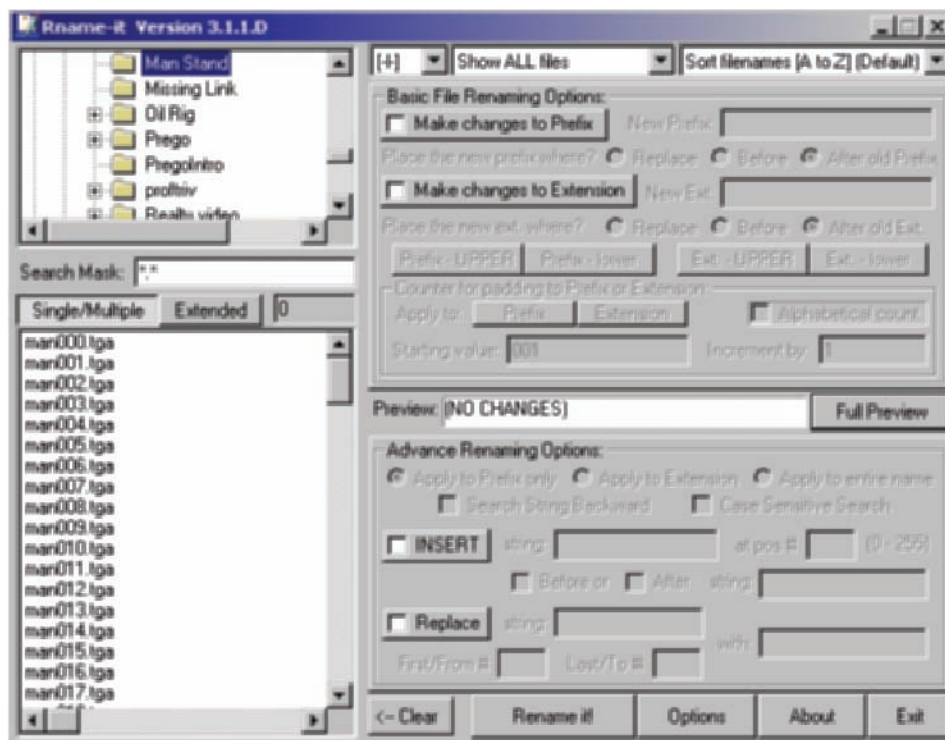 Rname-it Version 3.1.1.D
Man Stand
Missing Link
Oil Rig
Prego
PregoIntro
Realty video
Search Mask: *.*
Single/Multiple Extended 0
man000.tga
man001.tga
man002.tga
man003.tga
man004.tga
man005.tga
man006.tga
man007.tga
man008.tga
man009.tga
man010.tga
man011.tga
man012.tga
man013.tga
man014.tga
man015.tga
man016.tga
man017.tga
Show ALL files Sort filenames [A to Z] (Default)
Basic File Renaming Options:
Make changes to Prefix New Prefix:
Place the new prefix where? Replace Before After old Prefix
Make changes to Extension New Ext:
Place the new ext. where? Replace Before After old Ext.
Prefix - UPPER Prefix - lower Ext. - UPPER Ext. - lower
Counter for padding to Prefix or Extension:
Apply to: Prefix Extension Alphabetical count
Starting value: 001 Increment by: 1
Preview: (NO CHANGES) Full Preview
Advance Renaming Options:
Apply to Prefix only Apply to Extension Apply to entire name
Search String Backward Case Sensitive Search
INSERT string: at pos # (0 - 255)
Before or After string:
Replace string: with:
First/From # Last/To #
<-- Clear Rename it! Options About Exit